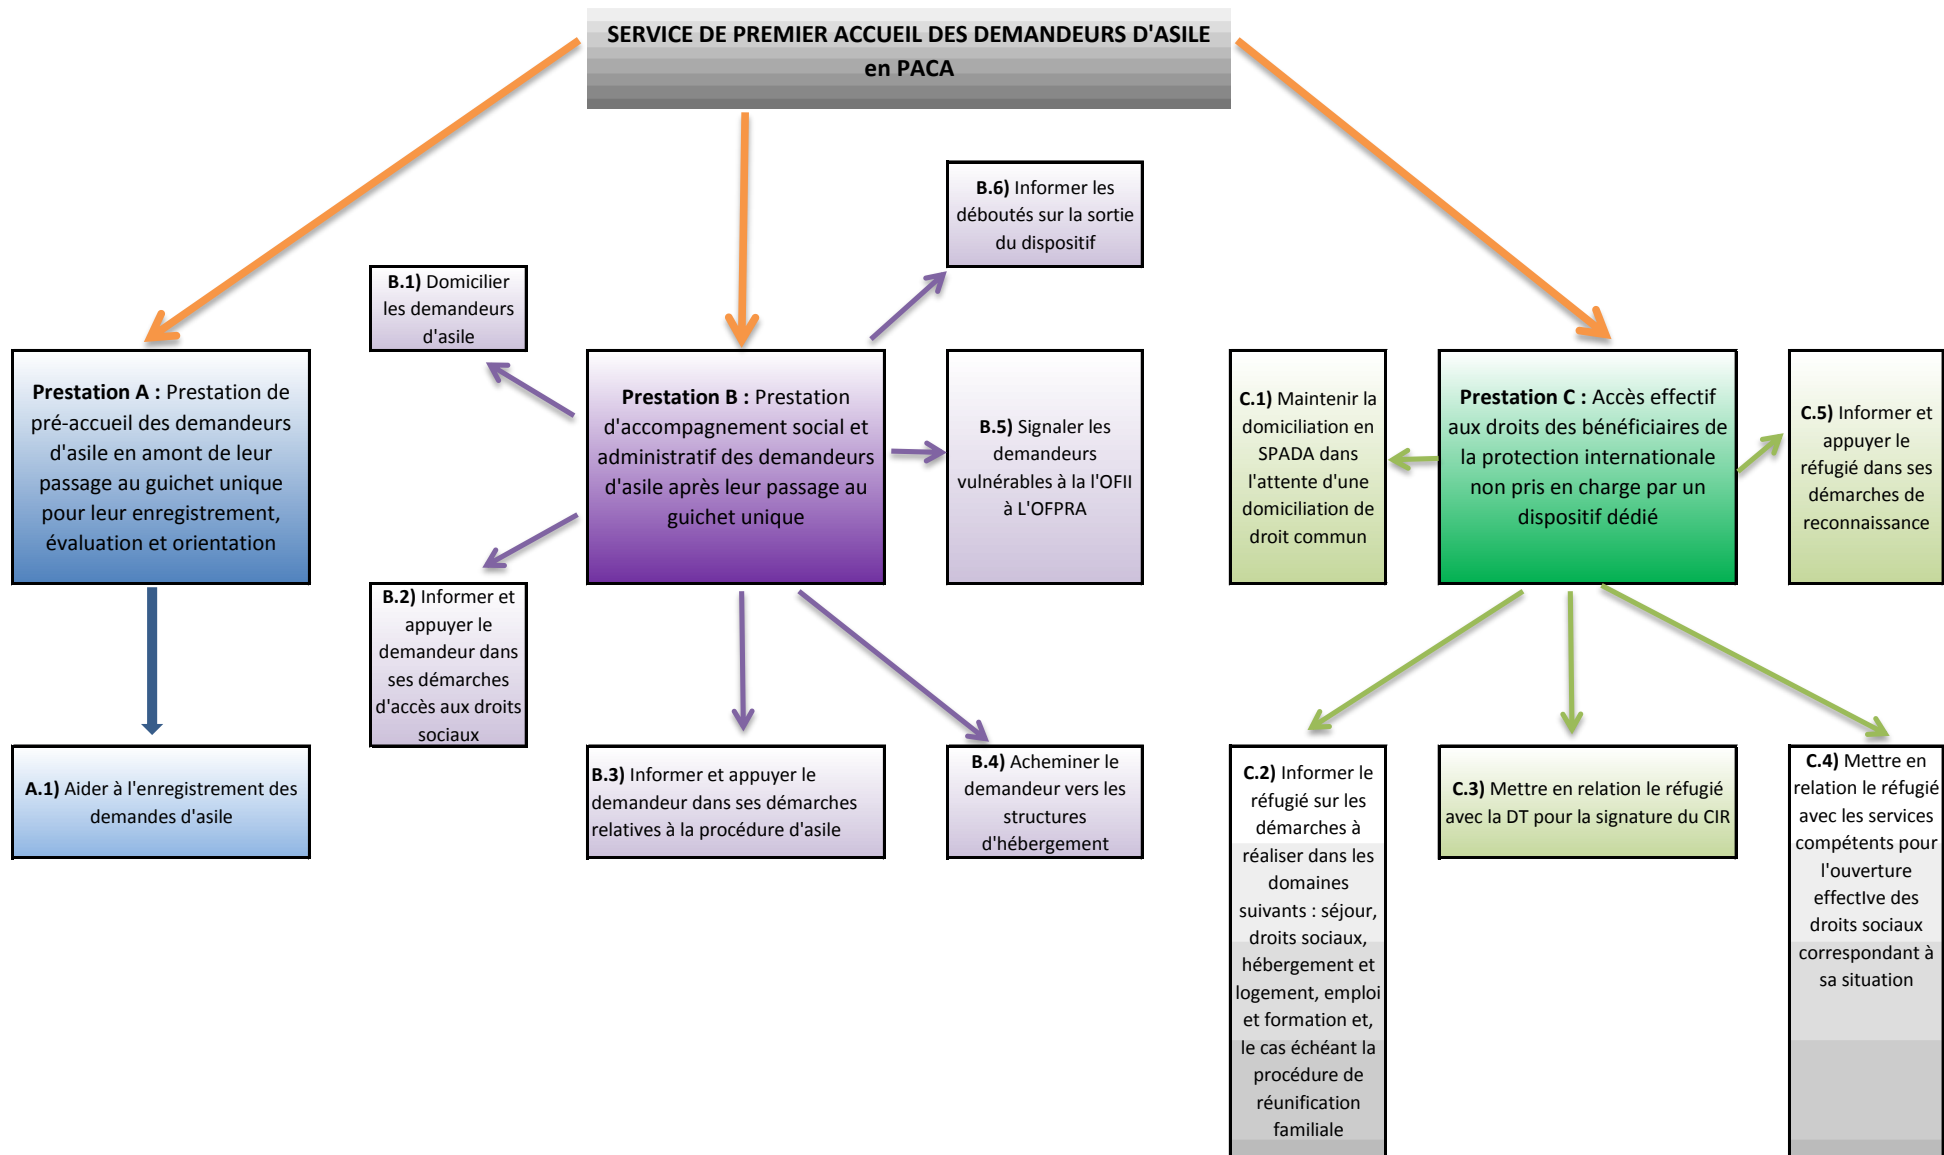 SERVICE DE PREMIER ACCUEIL DES DEMANDEURS D'ASILE
en PACA
B.6) Informer les
déboutés sur la sortie
du dispositif
B.1) Domicilier
les demandeurs
d'asile
Prestation A : Prestation de
pré-accueil des demandeurs
d'asile en amont de leur
passage au guichet unique
pour leur enregistrement,
évaluation et orientation
Prestation B : Prestation
d'accompagnement social et
administratif des demandeurs
d'asile après leur passage au
guichet unique
B.5) Signaler les
demandeurs
vulnérables à la l'OFII
à L'OFPRA
C.1) Maintenir la
domiciliation en
SPADA dans
l'attente d'une
domiciliation de
droit commun
Prestation C : Accès effectif
aux droits des bénéficiaires de
la protection internationale
non pris en charge par un
dispositif dédié
C.5) Informer et
appuyer le
réfugié dans ses
démarches de
reconnaissance
B.2) Informer et
appuyer le
demandeur dans
ses démarches
d'accès aux droits
sociaux
A.1) Aider à l'enregistrement des
demandes d'asile
B.3) Informer et appuyer le
demandeur dans ses démarches
relatives à la procédure d'asile
B.4) Acheminer le
demandeur vers les
structures
d'hébergement
C.2) Informer le
réfugié sur les
démarches à
réaliser dans les
domaines
suivants : séjour,
droits sociaux,
hébergement et
logement, emploi
et formation et,
le cas échéant la
procédure de
réunification
familiale
C.3) Mettre en relation le réfugié
avec la DT pour la signature du CIR
C.4) Mettre en
relation le réfugié
avec les services
compétents pour
l'ouverture
effectIve des
droits sociaux
correspondant à
sa situation